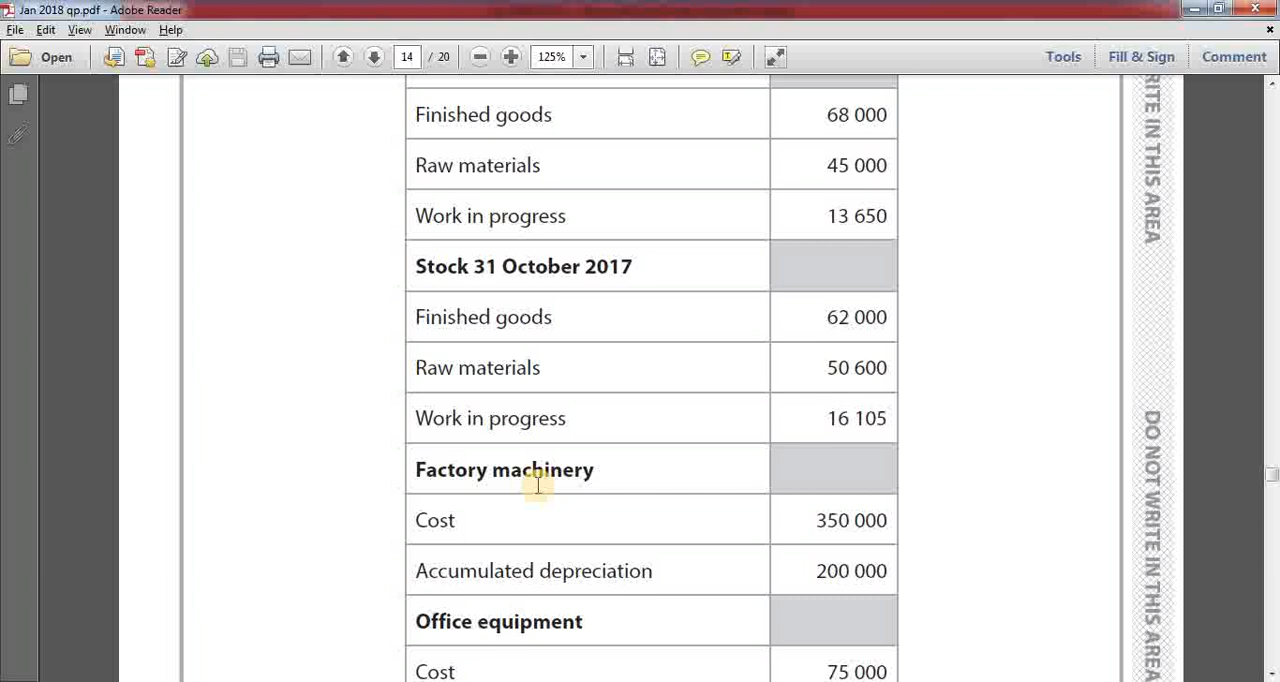 Jan 2018 qp.pdf - Adobe Reader
File Edit View Window Help
Open 14 / 20 125% Tools Fill & Sign Comment
Finished goods 68 000
Raw materials 45 000
Work in progress 13 650
Stock 31 October 2017
Finished goods 62 000
Raw materials 50 600
Work in progress 16 105
Factory machinery
Cost 350 000
Accumulated depreciation 200 000
Office equipment
Cost 75 000
RITE IN THIS AREA
DO NOT WRITE IN THIS AREA